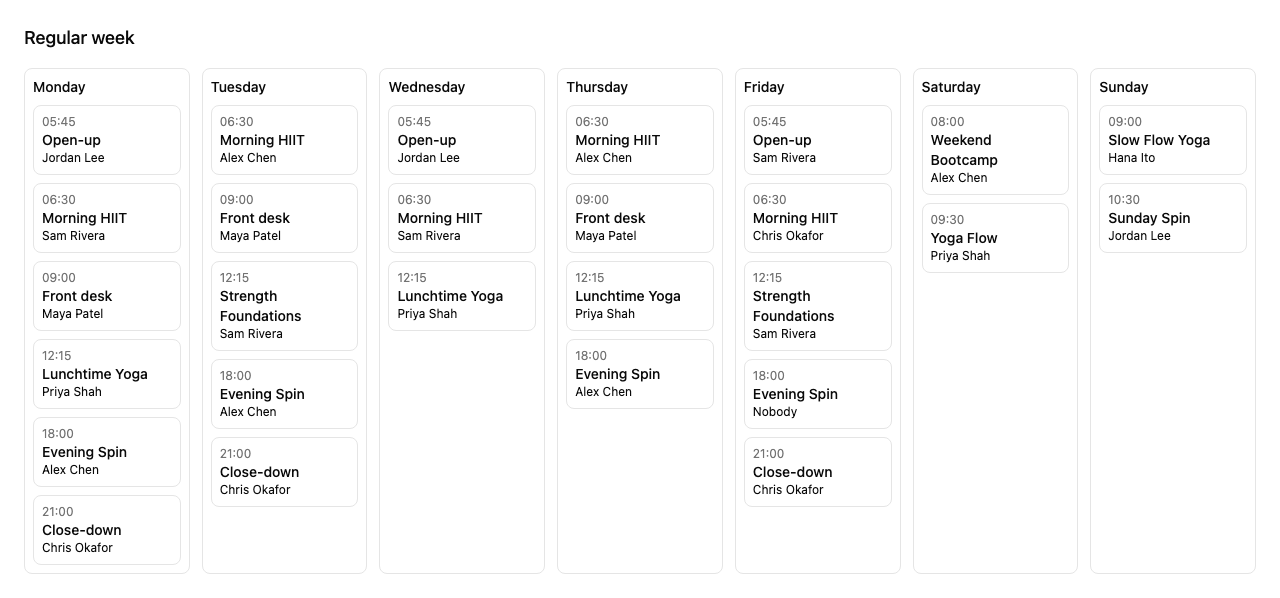 Regular week
Monday
05:45
Open-up
Jordan Lee
06:30
Morning HIIT
Sam Rivera
09:00
Front desk
Maya Patel
12:15
Lunchtime Yoga
Priya Shah
18:00
Evening Spin
Alex Chen
21:00
Close-down
Chris Okafor
Tuesday
06:30
Morning HIIT
Alex Chen
09:00
Front desk
Maya Patel
12:15
Strength
Foundations
Sam Rivera
18:00
Evening Spin
Alex Chen
21:00
Close-down
Chris Okafor
Wednesday
05:45
Open-up
Jordan Lee
06:30
Morning HIIT
Sam Rivera
12:15
Lunchtime Yoga
Priya Shah
Thursday
06:30
Morning HIIT
Alex Chen
09:00
Front desk
Maya Patel
12:15
Lunchtime Yoga
Priya Shah
18:00
Evening Spin
Alex Chen
Friday
05:45
Open-up
Sam Rivera
06:30
Morning HIIT
Chris Okafor
12:15
Strength
Foundations
Sam Rivera
18:00
Evening Spin
Nobody
21:00
Close-down
Chris Okafor
Saturday
08:00
Weekend
Bootcamp
Alex Chen
09:30
Yoga Flow
Priya Shah
Sunday
09:00
Slow Flow Yoga
Hana Ito
10:30
Sunday Spin
Jordan Lee